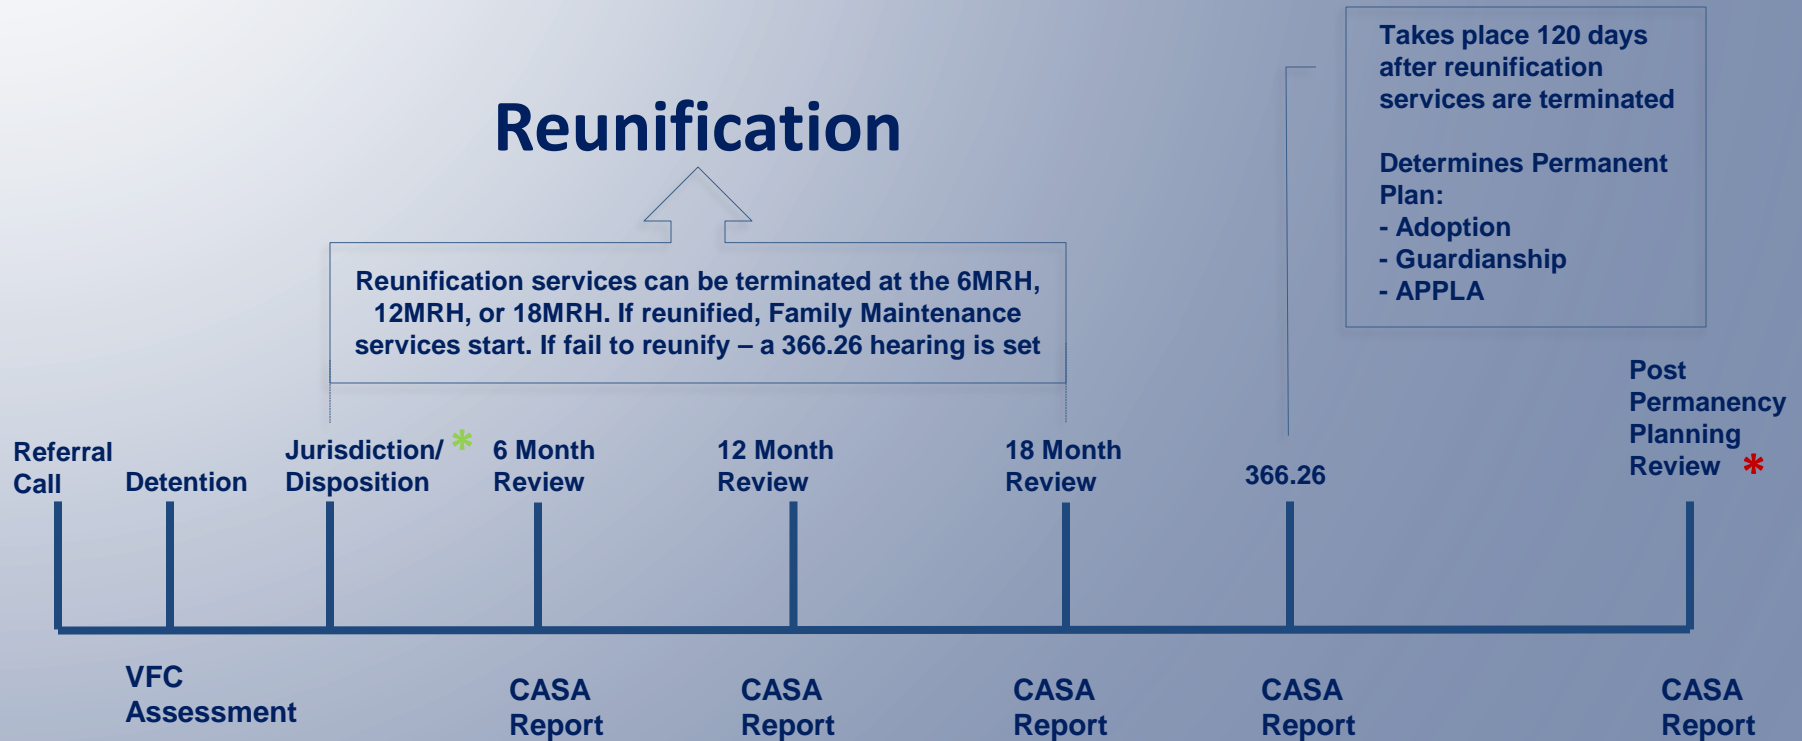 Takes place 120 days
after reunification
services are terminated
Determines Permanent
Plan:
- Adoption
- Guardianship
- APPLA
Reunification
Reunification services can be terminated at the 6MRH,
12MRH, or 18MRH. If reunified, Family Maintenance
services start. If fail to reunify – a 366.26 hearing is set
Referral
Call
Detention
Jurisdiction/ *
Disposition
6 Month
Review
12 Month
Review
18 Month
Review
366.26
Post
Permanency
Planning
Review *
VFC
Assessment
CASA
Report
CASA
Report
CASA
Report
CASA
Report
CASA
Report